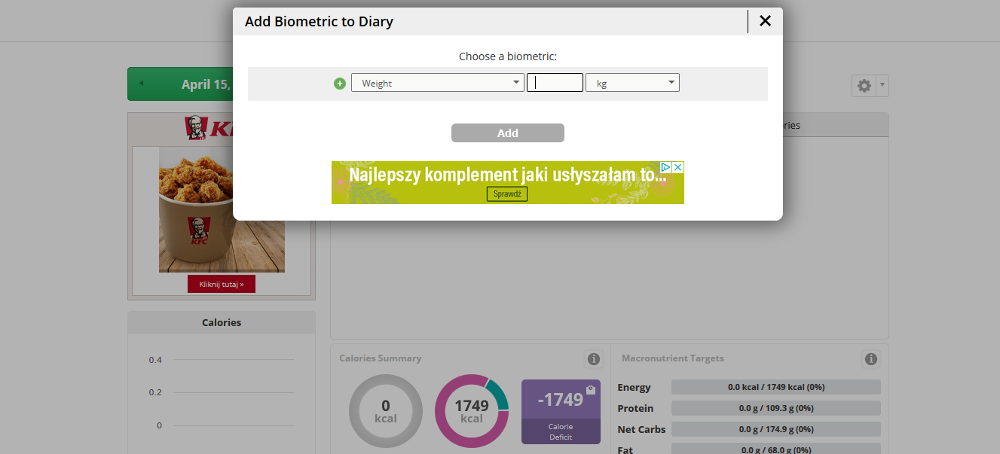 Add Biometric to Diary
Choose a biometric:
Weight
kg
Add
Najlepszy komplement jaki usłyszałam to...
Sprawdź
April 15,
KFC
Kliknij tutaj »
Calories
0.4
0.2
0
Calories Summary
0
kcal
1749
kcal
-1749
Calorie
Deficit
Macronutrient Targets
Energy
0.0 kcal / 1749 kcal (0%)
Protein
0.0 g / 109.3 g (0%)
Net Carbs
0.0 g / 174.9 g (0%)
Fat
0.0 g / 68.0 g (0%)